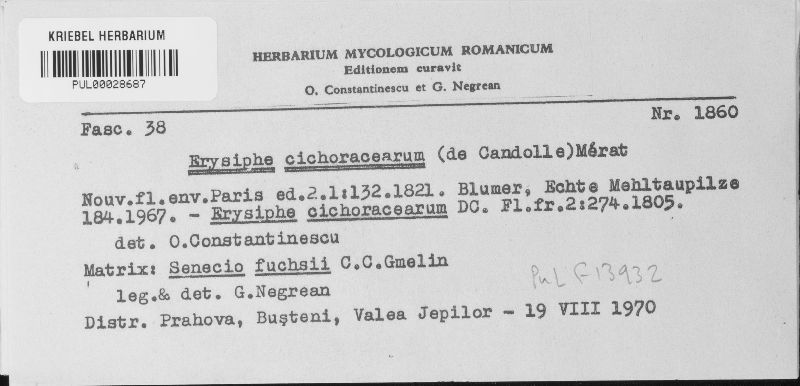 KRIEBEL HERBARIUM
PUL00028687
HERBARIUM MYCOLOGICUM ROMANICUM
Editionem curavit
O. Constantinescu et G. Negrean
Fasc. 38
Nr. 1860
Erysiphe cichoracearum (de Candolle)Mérat
Nouv.fl.env.Paris ed.2.1:132.1821. Blumer, Echte Mehltaupilze
184.1967. - Erysiphe cichoracearum DC. Fl.fr.2:274.1805.
det. O.Constantinescu
Matrix: Senecio fuchsii C.C.Gmelin
PUL F13932
leg.& det. G.Negrean
Distr. Prahova, Buşteni, Valea Jepilor - 19 VIII 1970